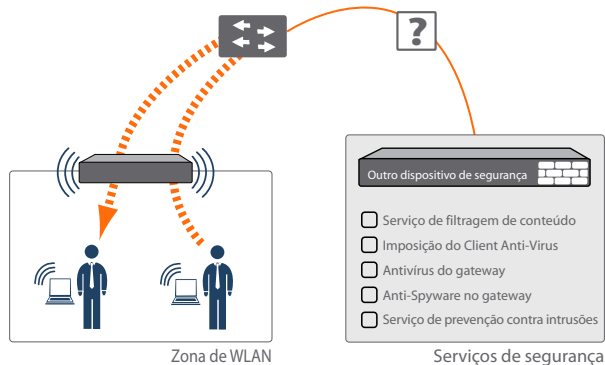 ?
Outro dispositivo de segurança
Serviço de filtragem de conteúdo
Imposição do Client Anti-Virus
Antivírus do gateway
Anti-Spyware no gateway
Serviço de prevenção contra intrusões
Zona de WLAN
Serviços de segurança